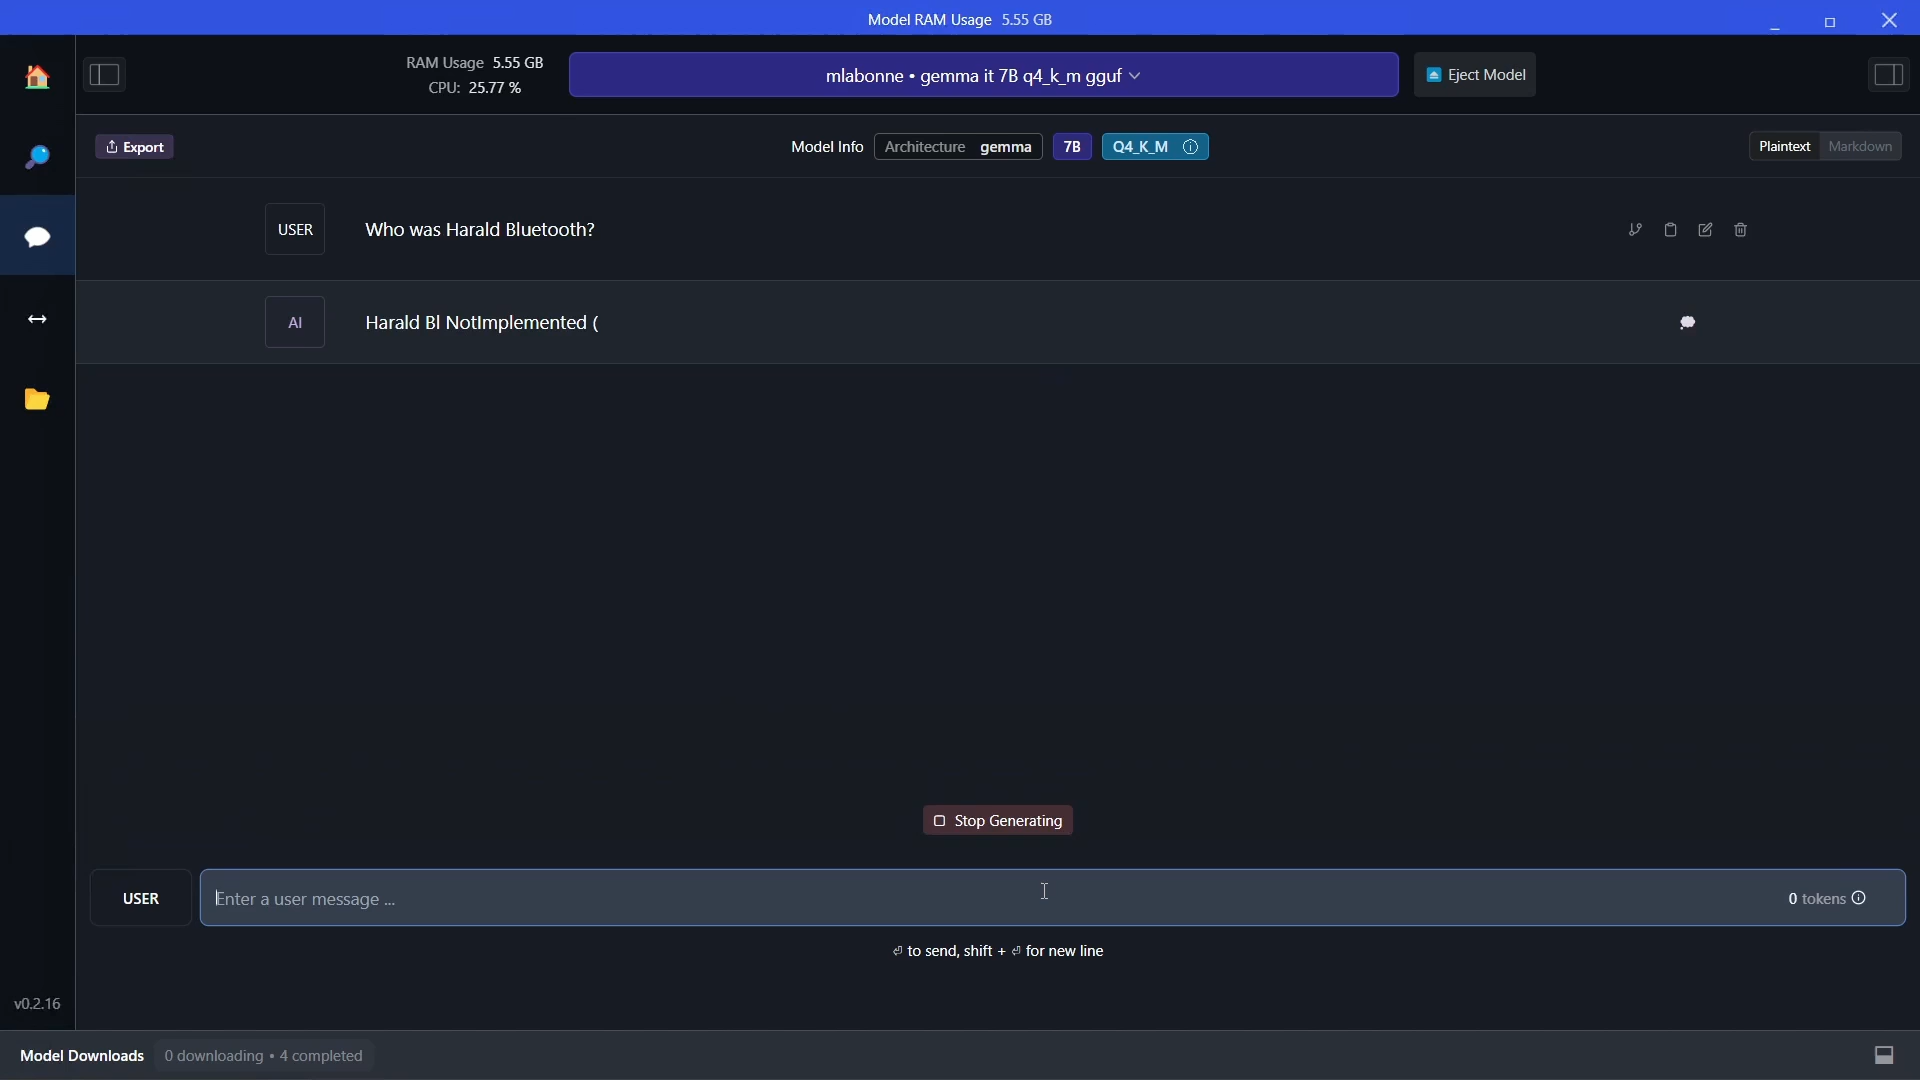 Model RAM Usage 5.55 GB
RAM Usage 5.55 GB
CPU: 25.77 %
mlabonne • gemma it 7B q4_k_m gguf
Eject Model
Export
Model Info Architecture gemma 7B Q4_K_M
Plaintext Markdown
USER Who was Harald Bluetooth?
AI Harald Bl NotImplemented (
Stop Generating
USER Enter a user message ... 0 tokens
⏎ to send, shift + ⏎ for new line
v0.2.16
Model Downloads 0 downloading • 4 completed